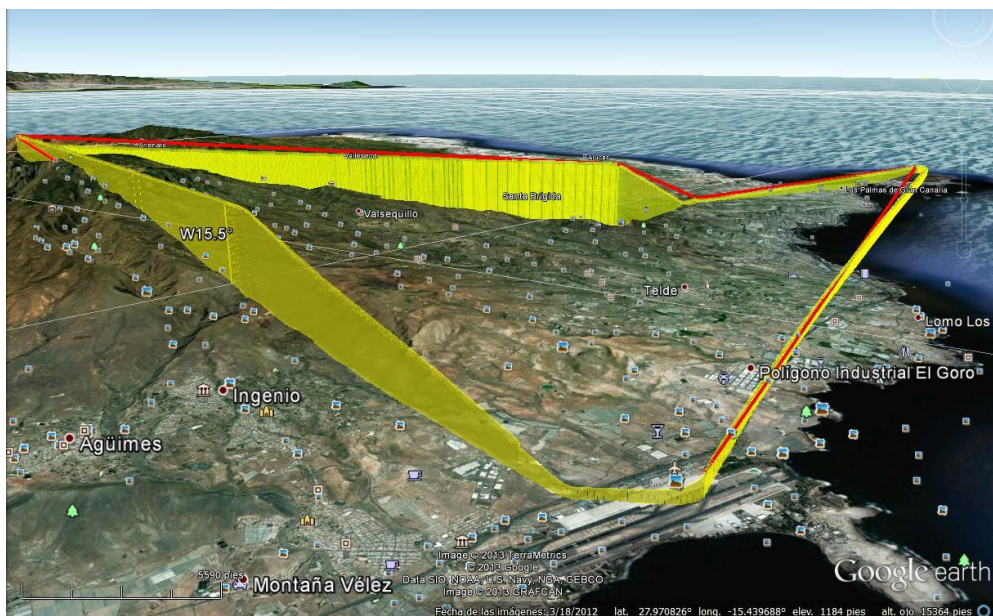 Artenara
Valleseco
Santa Brígida
Las Palmas de Gran Canaria
Valsequillo
W15.5°
Telde
Lomo Los
Polígono Industrial El Goro
Ingenio
Agüimes
Image © 2013 TerraMetrics
© 2013 Google
Data SIO, NOAA, U.S. Navy, NGA, GEBCO
Image © 2013 GRAFCAN
5590 pies
Montaña Vélez
Google earth
Fecha de las imágenes: 3/18/2012 lat. 27.970826° long. -15.439688° elev. 1184 pies alt. ojo 15364 pies